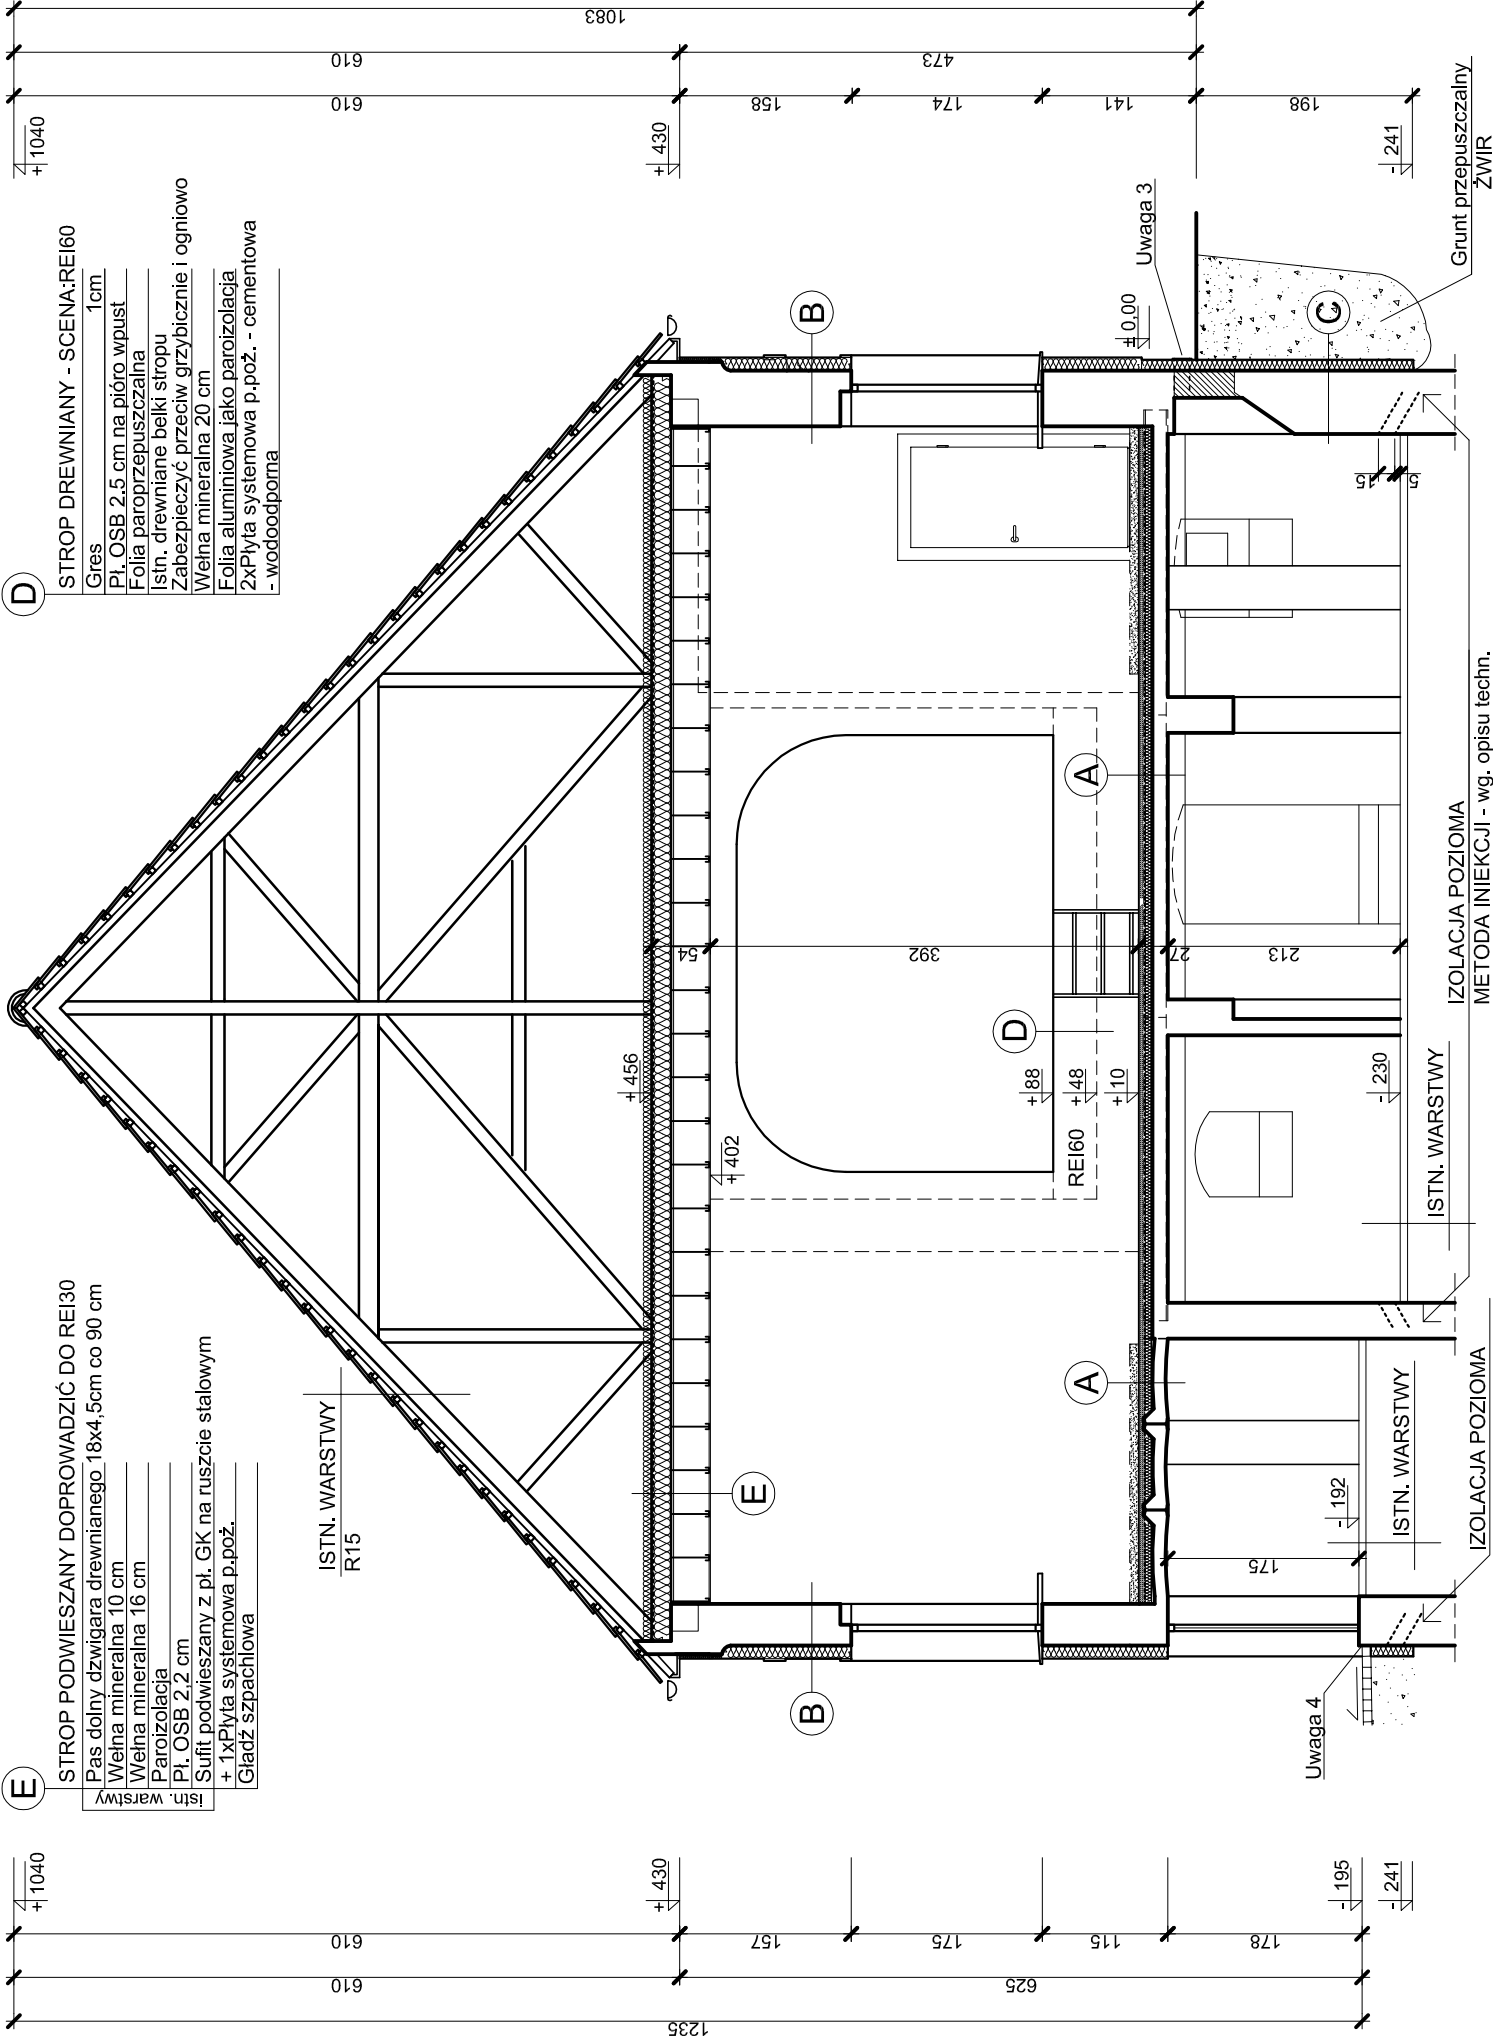 E
STROP PODWIESZANY DOPROWADZIĆ DO REI30
Pas dolny dzwigara drewnianego 18x4,5cm co 90 cm
Wełna mineralna 10 cm
Wełna mineralna 16 cm
Paroizolacja
Pł. OSB 2,2 cm
Sufit podwieszany z pł. GK na ruszcie stalowym
+ 1xPłyta systemowa p.poż.
Gładź szpachlowa
istn. warstwy
D
STROP DREWNIANY - SCENA:REI60
Gres 1cm
Pł. OSB 2.5 cm na pióro wpust
Folia paroprzepuszczalna
Istn. drewniane belki stropu
Zabezpieczyć przeciw grzybicznie i ogniowo
Wełna mineralna 20 cm
Folia aluminiowa jako paroizolacja
2xPłyta systemowa p.poż. - cementowa
- wodoodporna
+1040
+1040
ISTN. WARSTWY
R15
+ 430
+ 430
+ 456
+ 402
E
B
B
D
A
A
C
+ 88
+ 48
+ 10
REI60
± 0,00
Uwaga 3
Uwaga 4
- 192
- 195
- 230
- 241
- 241
ISTN. WARSTWY
ISTN. WARSTWY
IZOLACJA POZIOMA
IZOLACJA POZIOMA
METODA INIEKCJI - wg. opisu techn.
Grunt przepuszczalny
ŻWIR
1235
610
625
610
157
175
115
178
54
392
27
213
175
15
5
610
158
174
141
198
610
473
1083